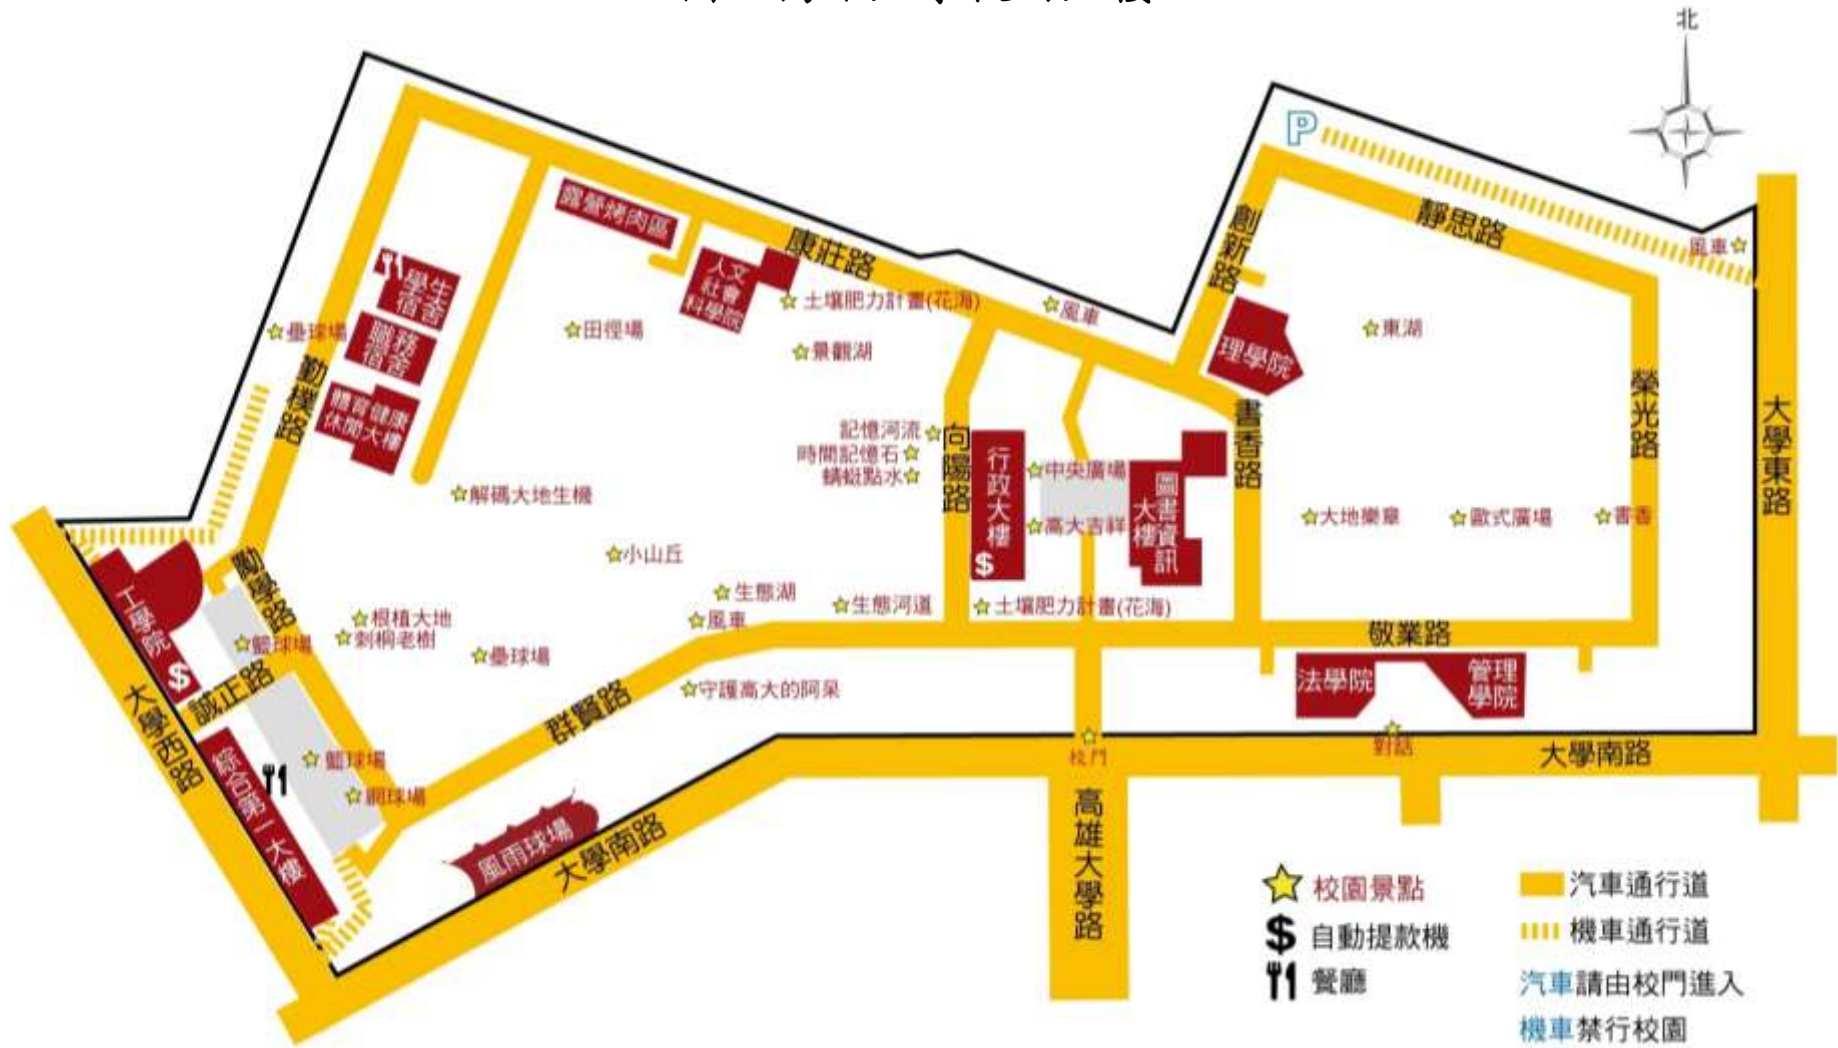 北
P
靜思路
創新路
風車
露營烤肉區
康莊路
人文
社會
科學院
學生
宿舍
土壤肥力計畫(花海)
風車
壘球場
職務
宿舍
田徑場
景觀湖
理學院
東湖
勤樸路
體育健康
休閒大樓
榮光路
大學東路
書香路
記憶河流
時間記憶石
蜻蜓點水
向陽路
行政大樓
$
中央廣場
高大吉祥
圖書資訊
大樓
解碼大地生機
大地樂章
歐式廣場
書香
小山丘
勵學路
工學院
$
生態湖
生態河道
土壤肥力計畫(花海)
風車
根植大地
刺桐老樹
籃球場
壘球場
敬業路
誠正路
群賢路
守護高大的阿呆
法學院
管理
學院
大學西路
校門
對話
大學南路
綜合第一大樓
籃球場
網球場
風雨球場
大學南路
高雄大學路
校園景點
汽車通行道
$ 自動提款機
機車通行道
餐廳
汽車請由校門進入
機車禁行校園